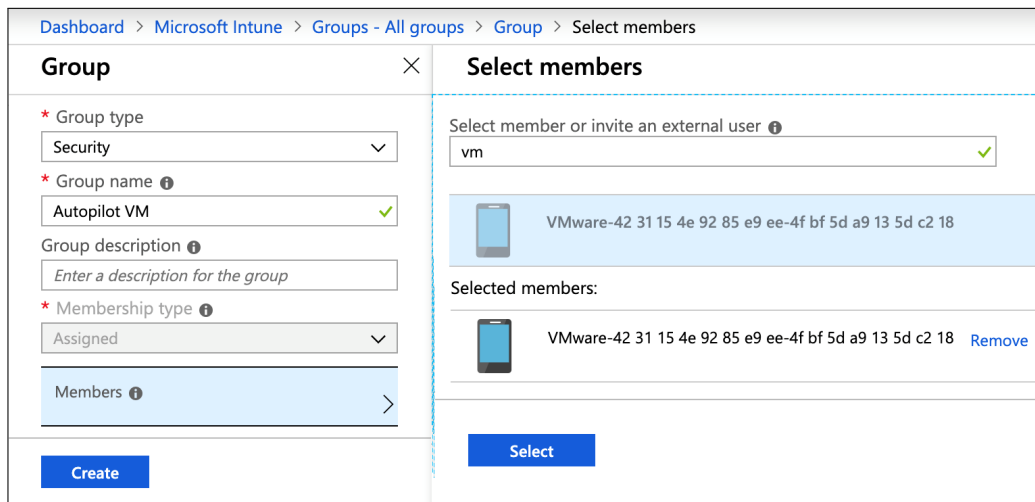 Dashboard > Microsoft Intune > Groups - All groups > Group > Select members
Group
* Group type
Security
* Group name
Autopilot VM
Group description
Enter a description for the group
* Membership type
Assigned
Members
Create
Select members
Select member or invite an external user
vm
VMware-42 31 15 4e 92 85 e9 ee-4f bf 5d a9 13 5d c2 18
Selected members:
VMware-42 31 15 4e 92 85 e9 ee-4f bf 5d a9 13 5d c2 18 Remove
Select